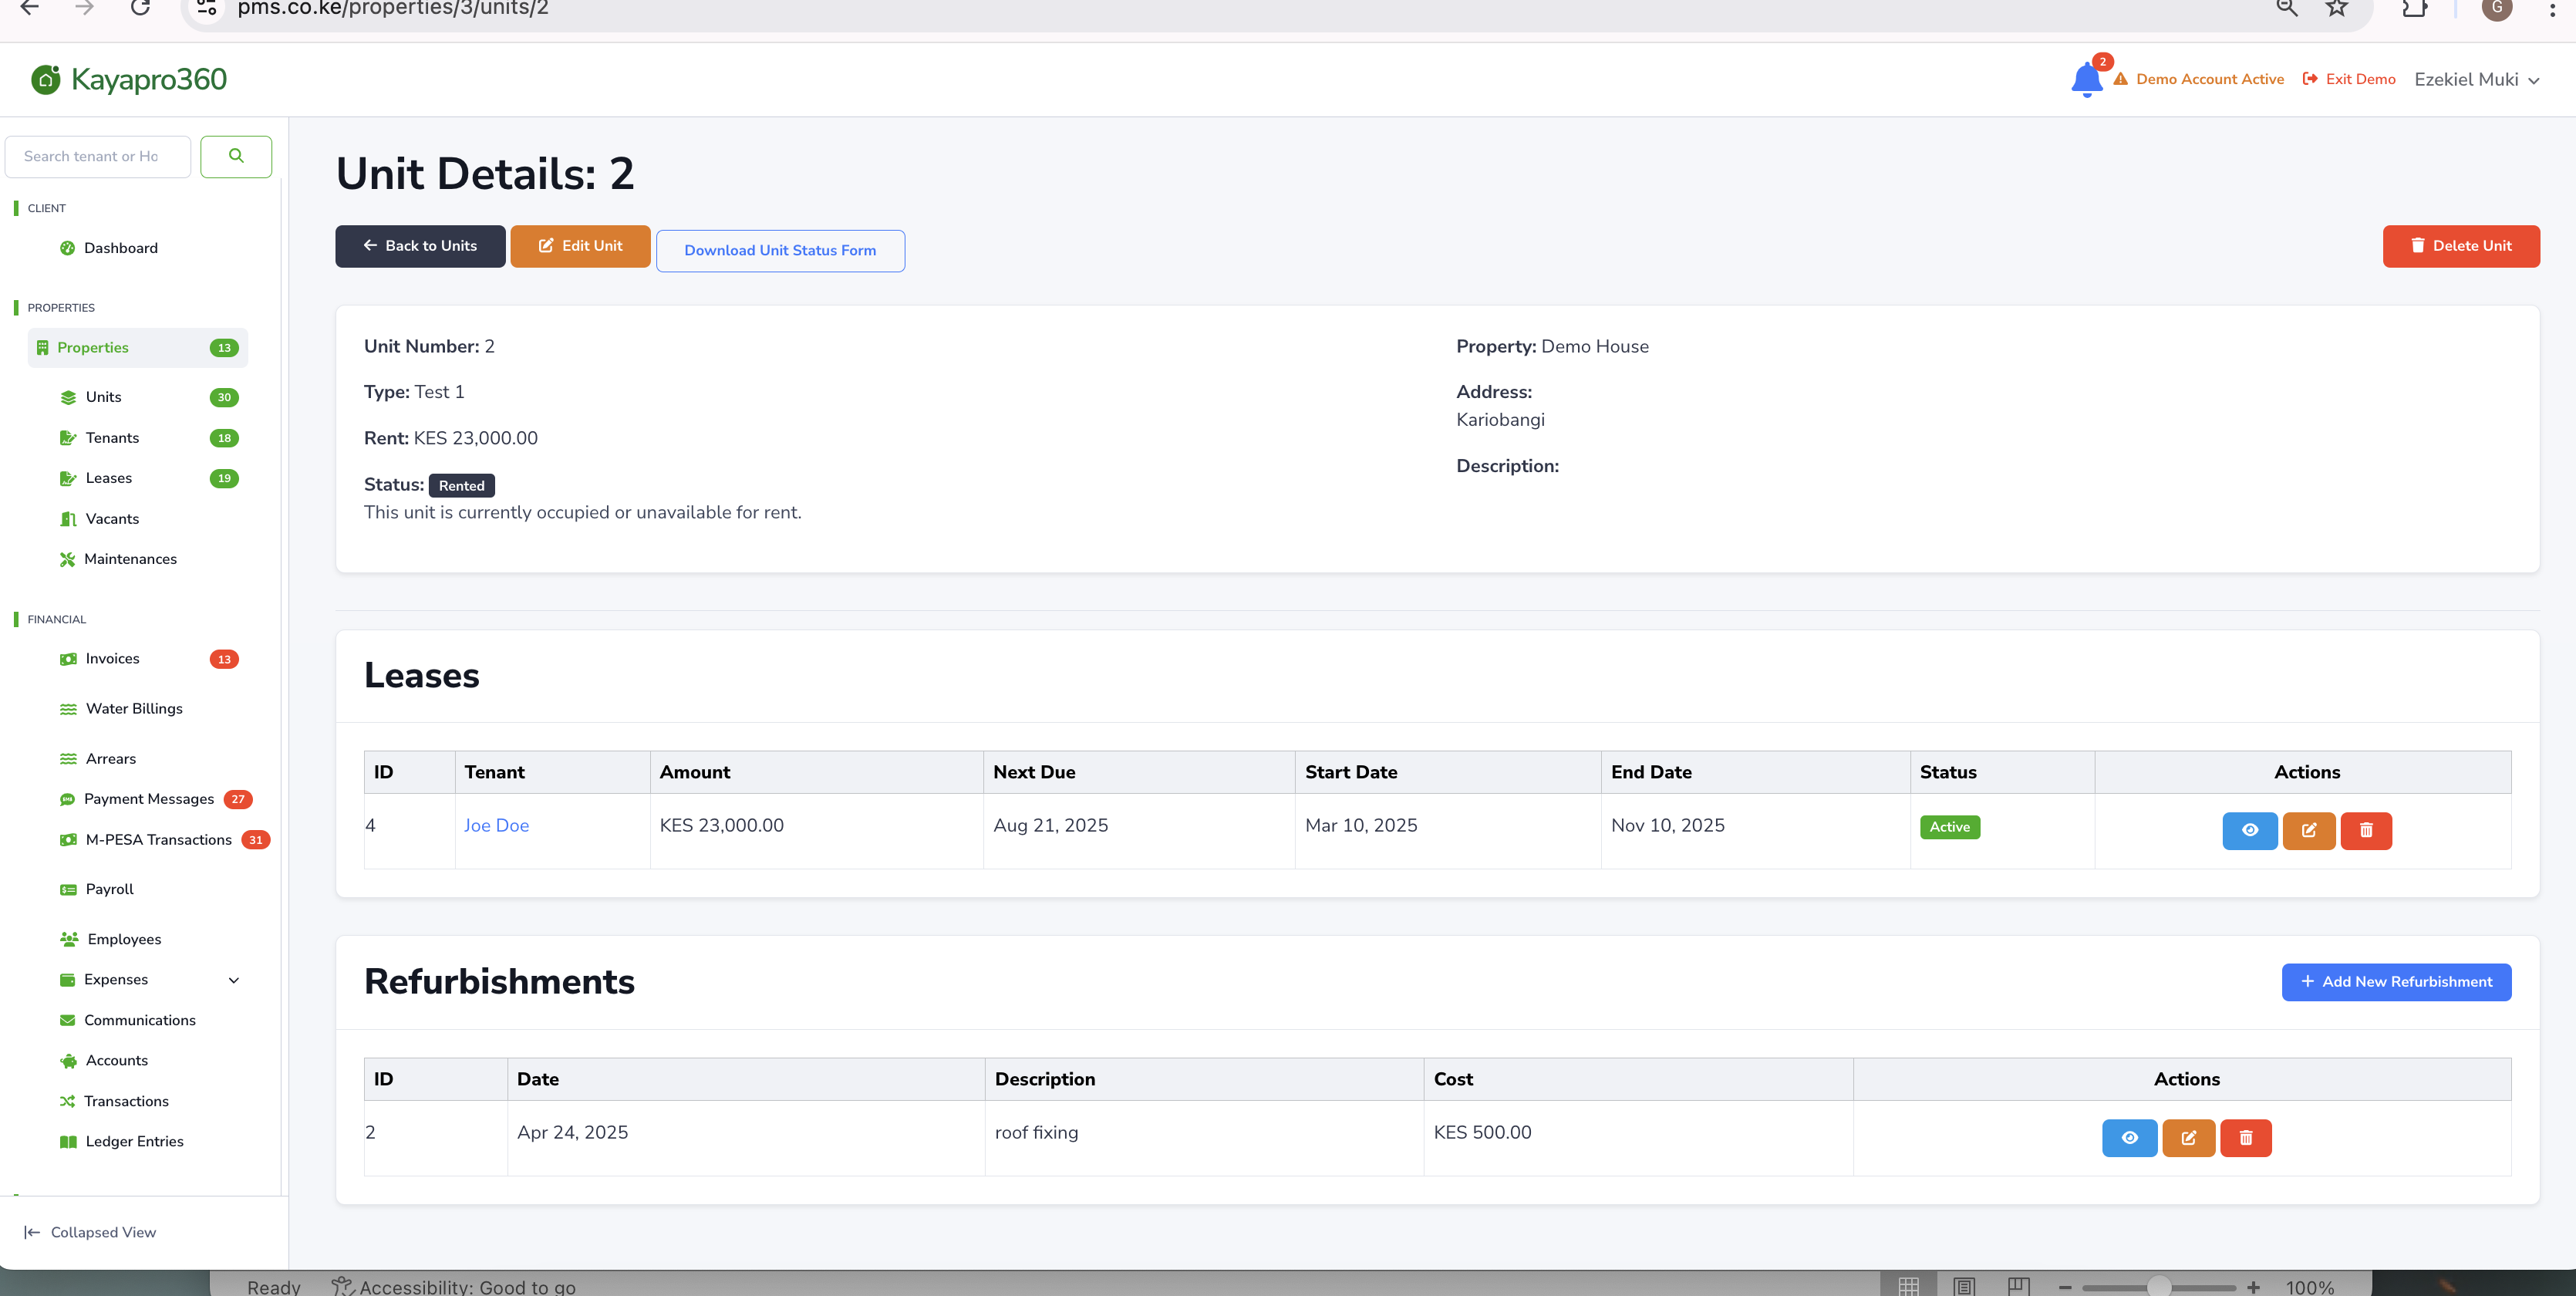 pms.co.ke/properties/3/units/2
G
Kayapro360
2
Demo Account Active
Exit Demo
Ezekiel Muki
Search tenant or Ho
CLIENT
Dashboard
PROPERTIES
Properties 13
Units 30
Tenants 18
Leases 19
Vacants
Maintenances
FINANCIAL
Invoices 13
Water Billings
Arrears
Payment Messages 27
M-PESA Transactions 31
Payroll
Employees
Expenses
Communications
Accounts
Transactions
Ledger Entries
Collapsed View
Unit Details: 2
Back to Units
Edit Unit
Download Unit Status Form
Delete Unit
Unit Number: 2
Type: Test 1
Rent: KES 23,000.00
Status: Rented
This unit is currently occupied or unavailable for rent.
Property: Demo House
Address:
Kariobangi
Description:
Leases
ID Tenant Amount Next Due Start Date End Date Status Actions
4 Joe Doe KES 23,000.00 Aug 21, 2025 Mar 10, 2025 Nov 10, 2025 Active
Refurbishments
+ Add New Refurbishment
ID Date Description Cost Actions
2 Apr 24, 2025 roof fixing KES 500.00
Ready Accessibility: Good to go
100%